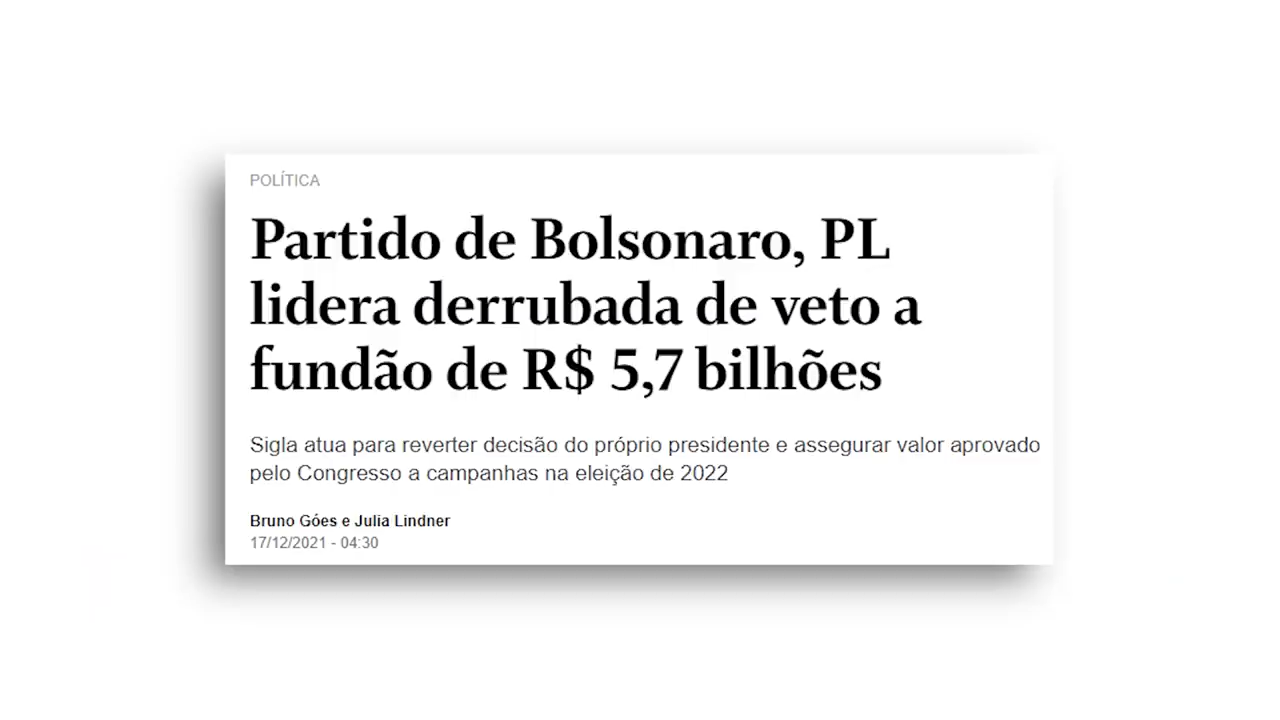 POLÍTICA
Partido de Bolsonaro, PL
lidera derrubada de veto a
fundão de R$ 5,7 bilhões
Sigla atua para reverter decisão do próprio presidente e assegurar valor aprovado
pelo Congresso a campanhas na eleição de 2022
Bruno Góes e Julia Lindner
17/12/2021 - 04:30